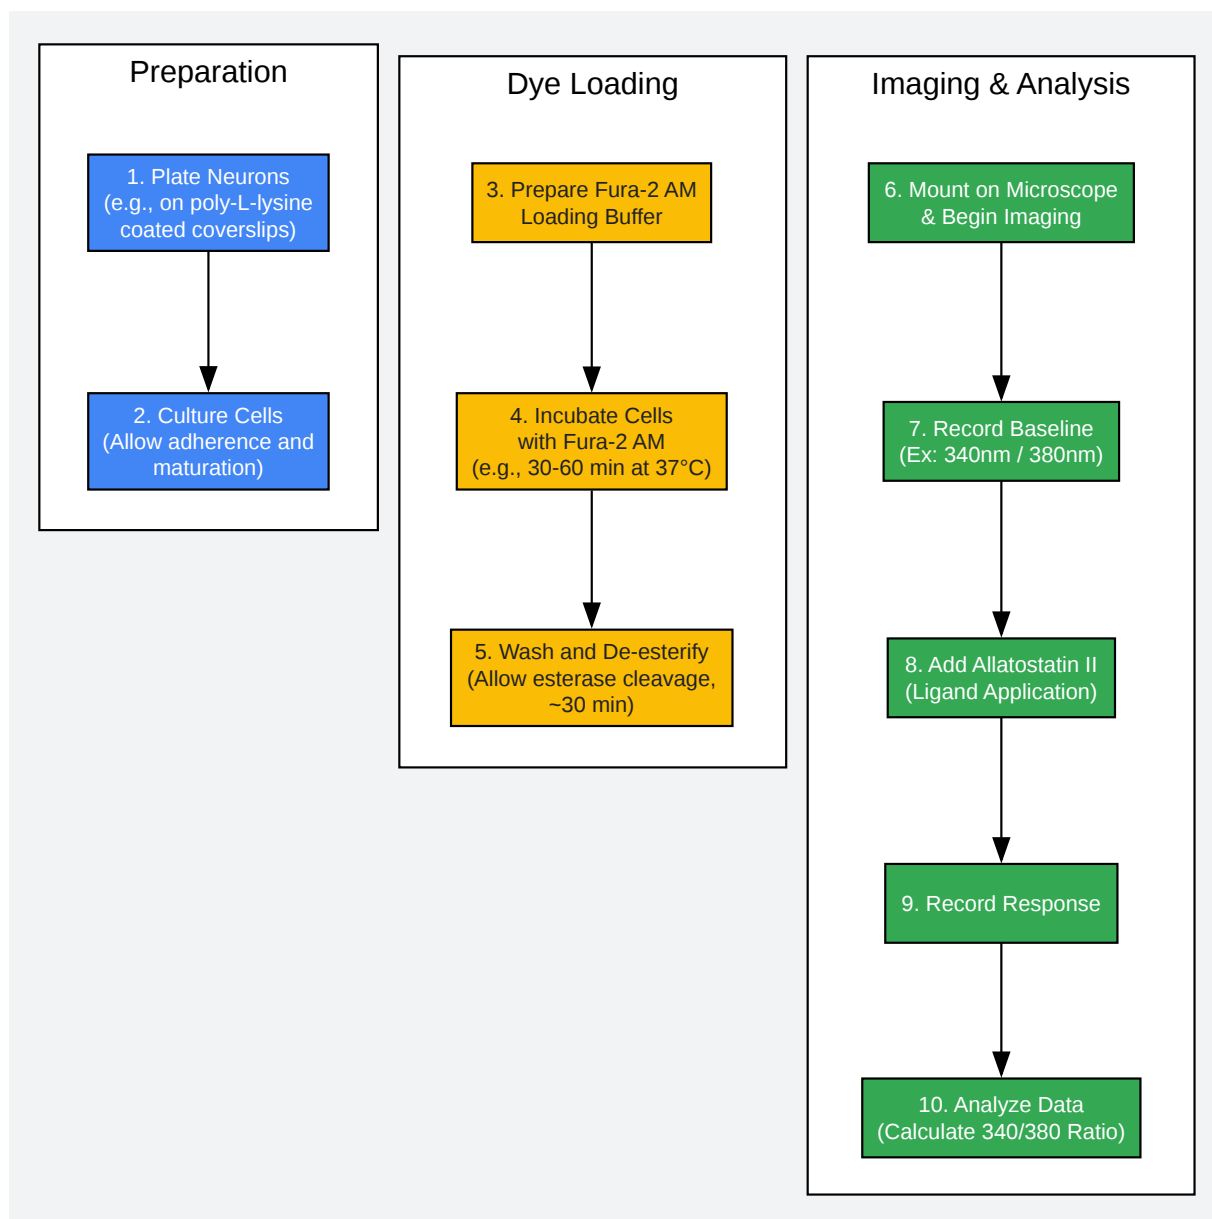 Preparation
1. Plate Neurons
(e.g., on poly-L-lysine
coated coverslips)
2. Culture Cells
(Allow adherence and
maturation)
Dye Loading
3. Prepare Fura-2 AM
Loading Buffer
4. Incubate Cells
with Fura-2 AM
(e.g., 30-60 min at 37°C)
5. Wash and De-esterify
(Allow esterase cleavage,
~30 min)
Imaging & Analysis
6. Mount on Microscope
& Begin Imaging
7. Record Baseline
(Ex: 340nm / 380nm)
8. Add Allatostatin II
(Ligand Application)
9. Record Response
10. Analyze Data
(Calculate 340/380 Ratio)